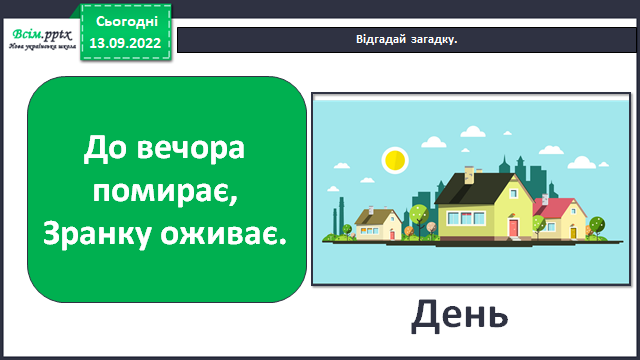 Всім.pptx
Нова українська школа
Сьогодні
13.09.2022
Відгадай загадку.
До вечора
помирає,
Зранку оживає.
День